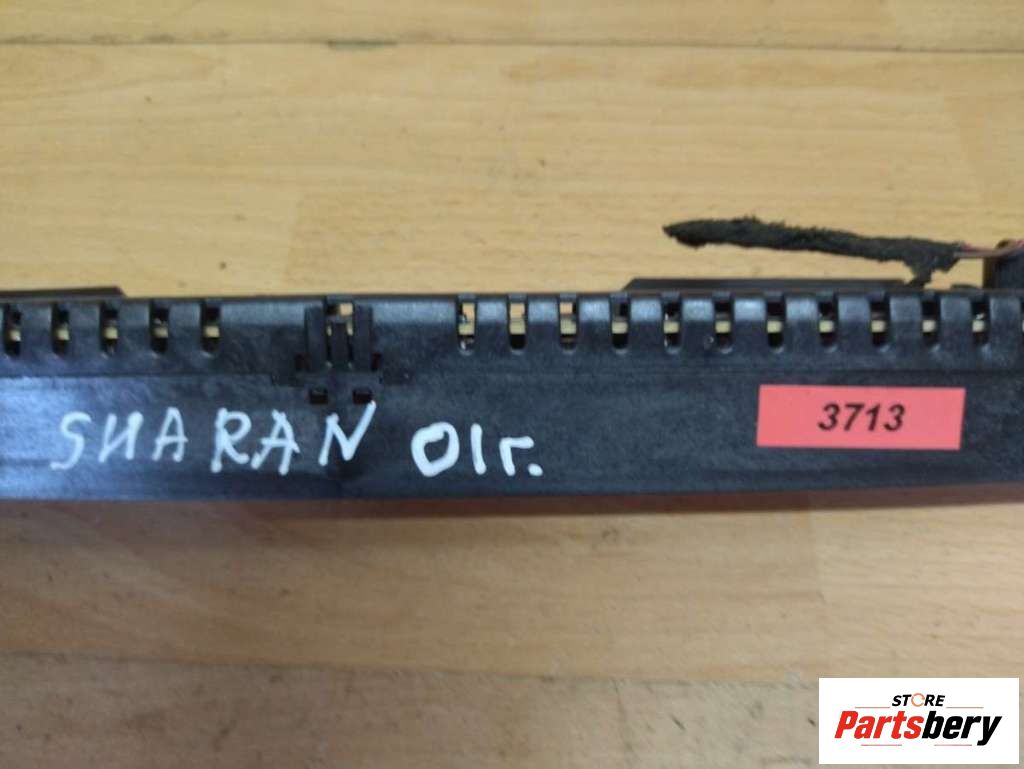 SHARAN 01г.
3713
STORE
Partsbery